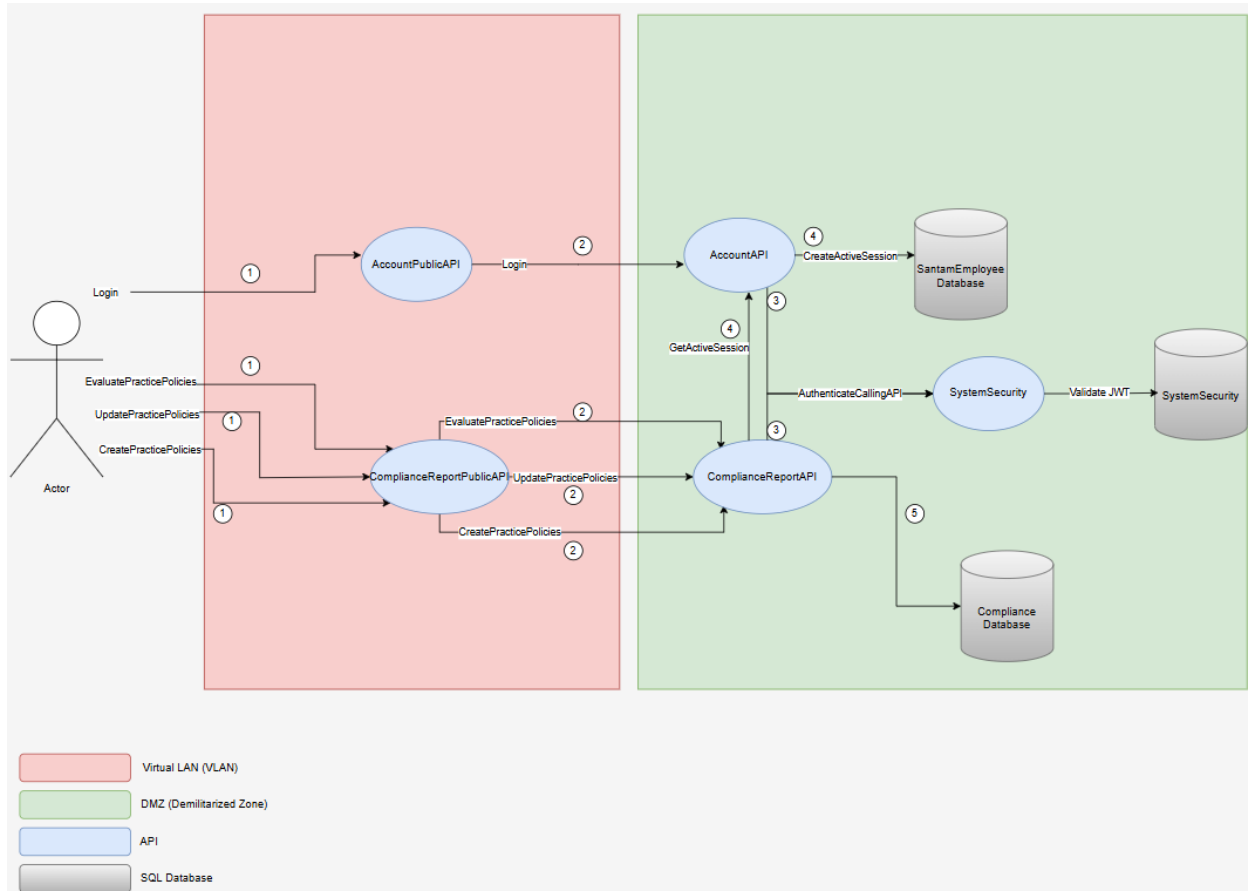 Login
1
AccountPublicAPI
Login
2
AccountAPI
4
CreateActiveSession
SantamEmployee
Database
3
4
GetActiveSession
Actor
EvaluatePracticePolicies
1
UpdatePracticePolicies
1
CreatePracticePolicies
1
ComplianceReportPublicAPI
EvaluatePracticePolicies
2
UpdatePracticePolicies
2
CreatePracticePolicies
2
AuthenticateCallingAPI
3
ComplianceReportAPI
SystemSecurity
Validate JWT
SystemSecurity
5
Compliance
Database
Virtual LAN (VLAN)
DMZ (Demilitarized Zone)
API
SQL Database